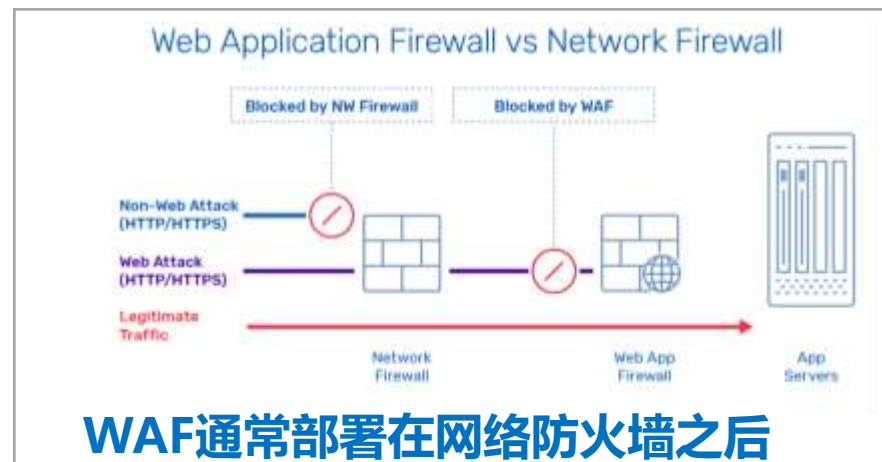 Web Application Firewall vs Network Firewall
Blocked by NW Firewall
Blocked by WAF
Non-Web Attack
(HTTP/HTTPS)
Web Attack
(HTTP/HTTPS)
Legitimate
Traffic
Network
Firewall
Web App
Firewall
App
Servers
WAF通常部署在网络防火墙之后